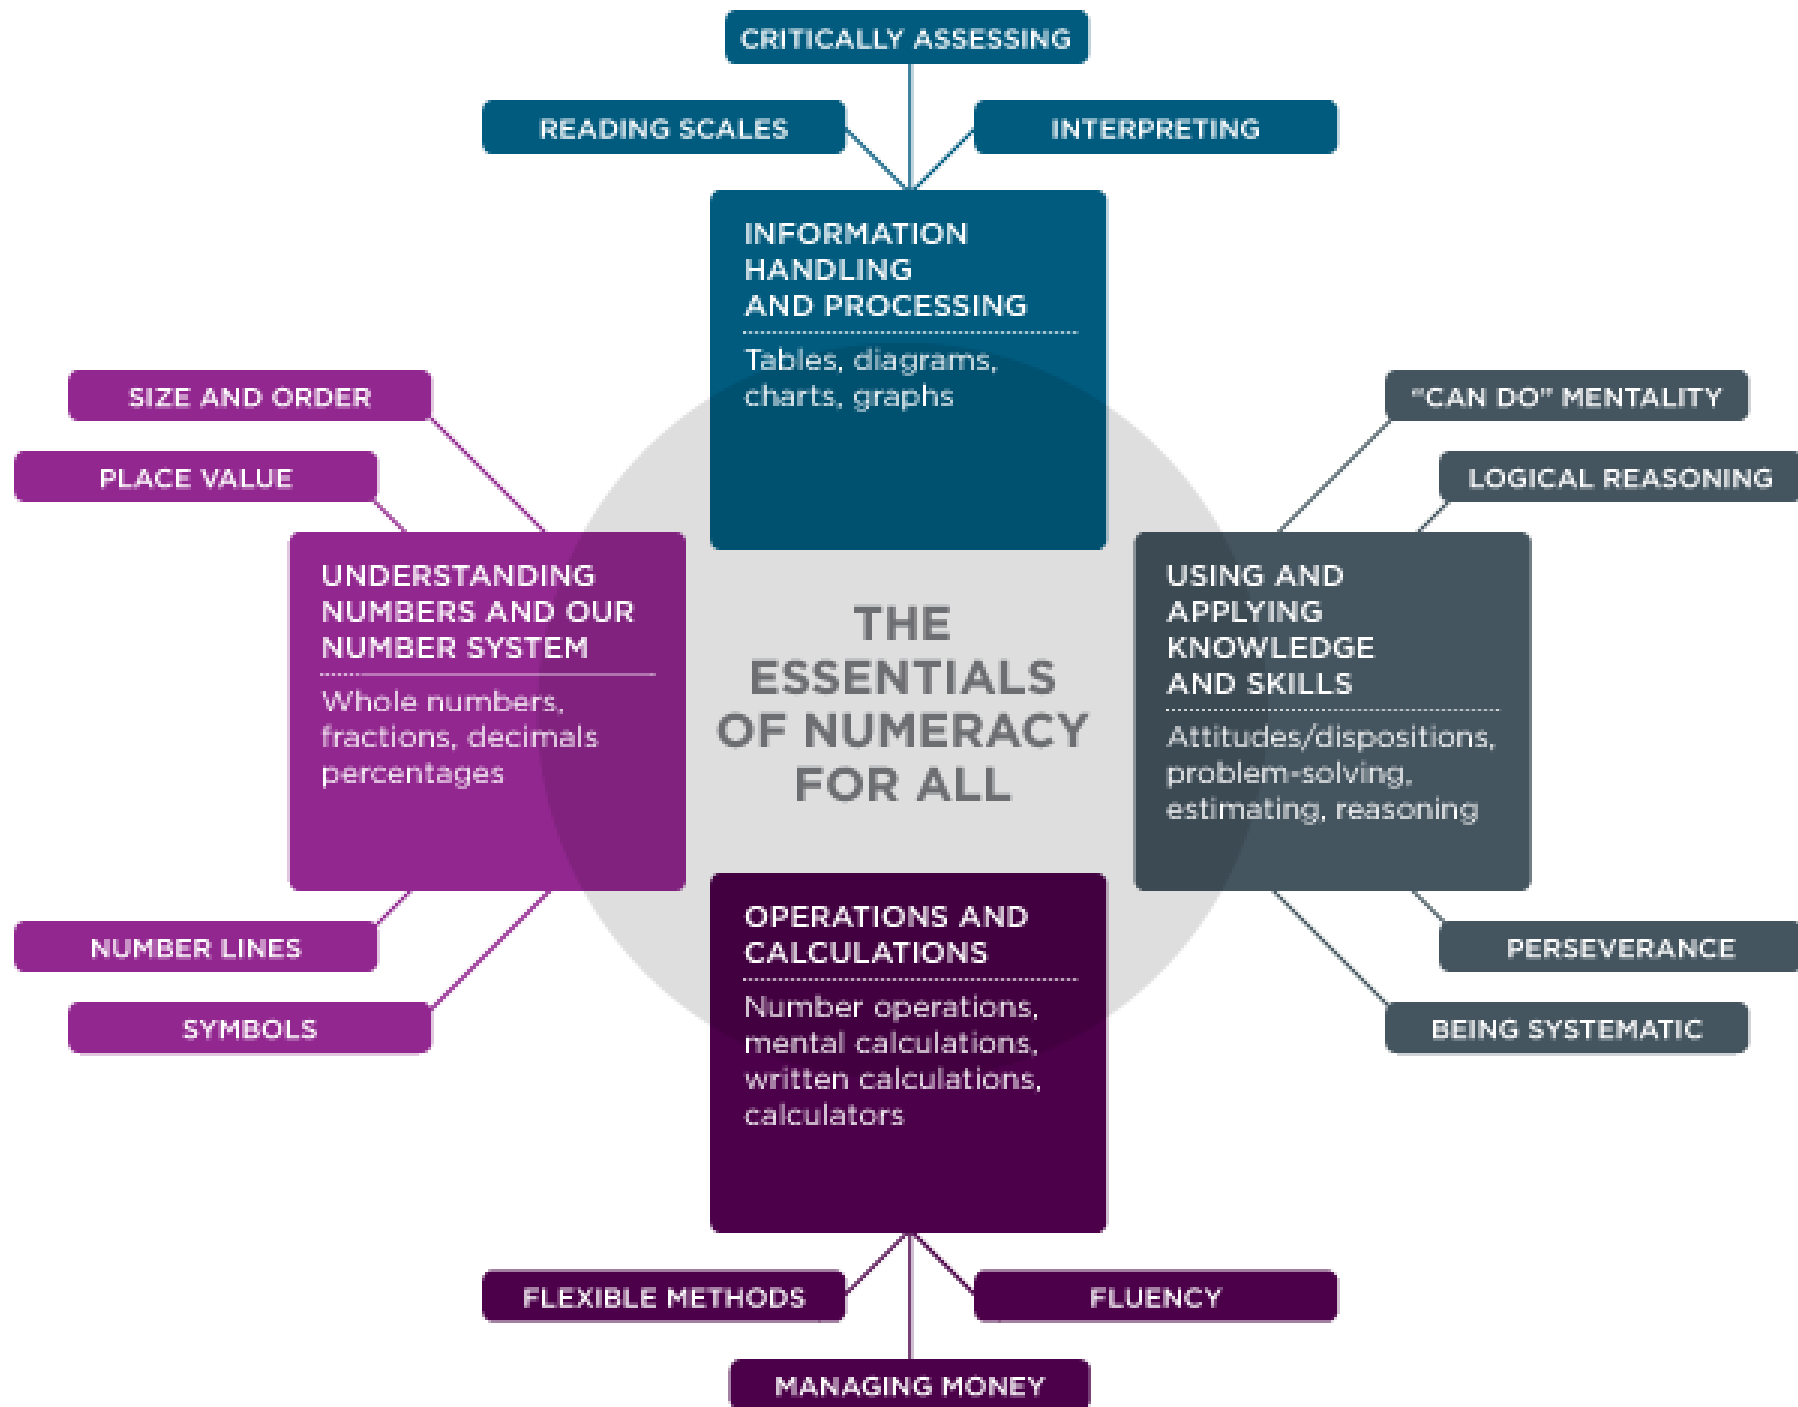 CRITICALLY ASSESSING
READING SCALES
INTERPRETING
INFORMATION
HANDLING
AND PROCESSING
Tables, diagrams,
charts, graphs
SIZE AND ORDER
PLACE VALUE
UNDERSTANDING
NUMBERS AND OUR
NUMBER SYSTEM
Whole numbers,
fractions, decimals
percentages
NUMBER LINES
SYMBOLS
THE
ESSENTIALS
OF NUMERACY
FOR ALL
“CAN DO” MENTALITY
LOGICAL REASONING
USING AND
APPLYING
KNOWLEDGE
AND SKILLS
Attitudes/dispositions,
problem-solving,
estimating, reasoning
PERSEVERANCE
BEING SYSTEMATIC
OPERATIONS AND
CALCULATIONS
Number operations,
mental calculations,
written calculations,
calculators
FLEXIBLE METHODS
FLUENCY
MANAGING MONEY